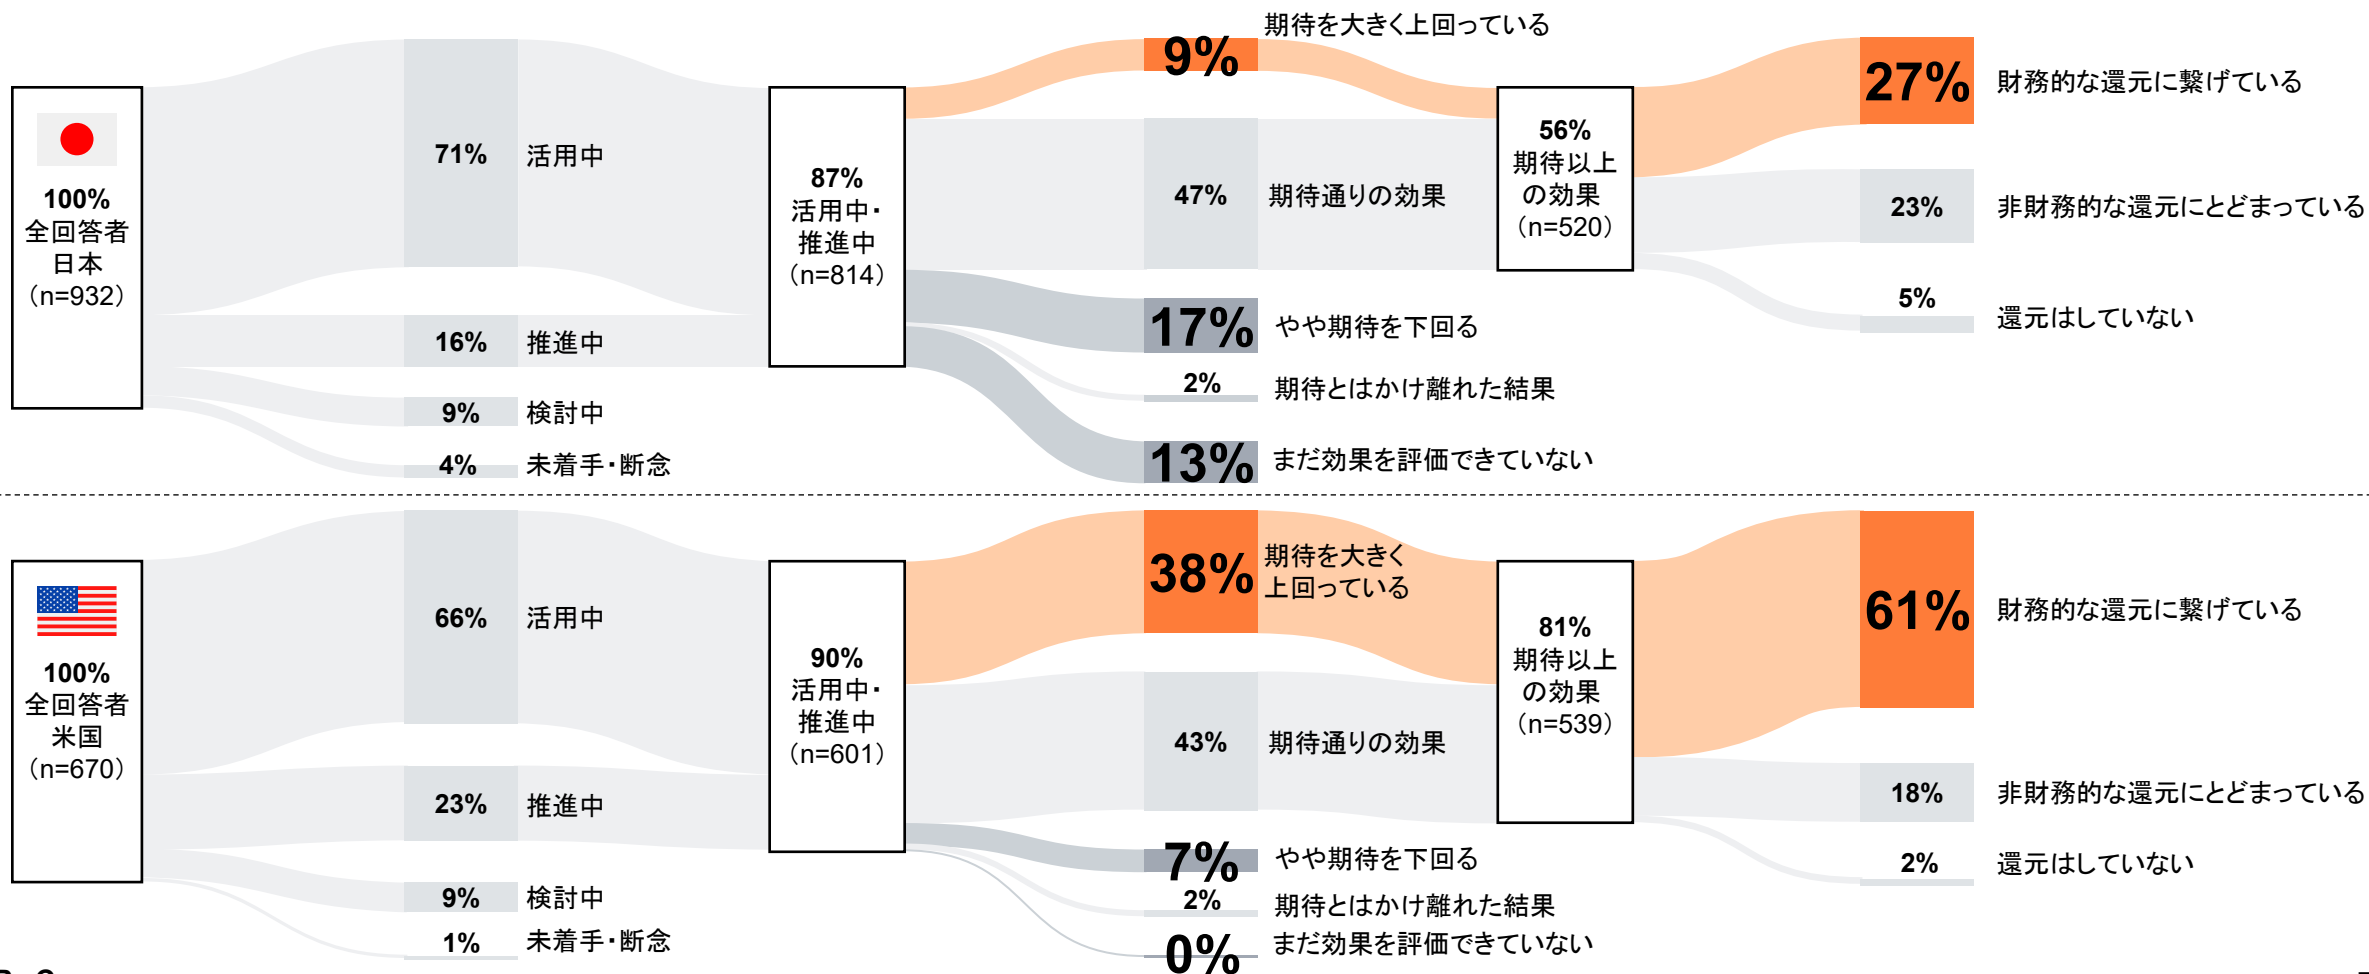 100%
全回答者
日本
（n=932）
71%
活用中
16%
推進中
9%
検討中
4%
未着手・断念
87%
活用中・
推進中
（n=814）
9%
期待を大きく上回っている
47%
期待通りの効果
17%
やや期待を下回る
2%
期待とはかけ離れた結果
13%
まだ効果を評価できていない
56%
期待以上
の効果
（n=520）
27%
財務的な還元に繋げている
23%
非財務的な還元にとどまっている
5%
還元はしていない
100%
全回答者
米国
（n=670）
66%
活用中
23%
推進中
9%
検討中
1%
未着手・断念
90%
活用中・
推進中
（n=601）
38%
期待を大きく
上回っている
43%
期待通りの効果
7%
やや期待を下回る
2%
期待とはかけ離れた結果
0%
まだ効果を評価できていない
81%
期待以上
の効果
（n=539）
61%
財務的な還元に繋げている
18%
非財務的な還元にとどまっている
2%
還元はしていない